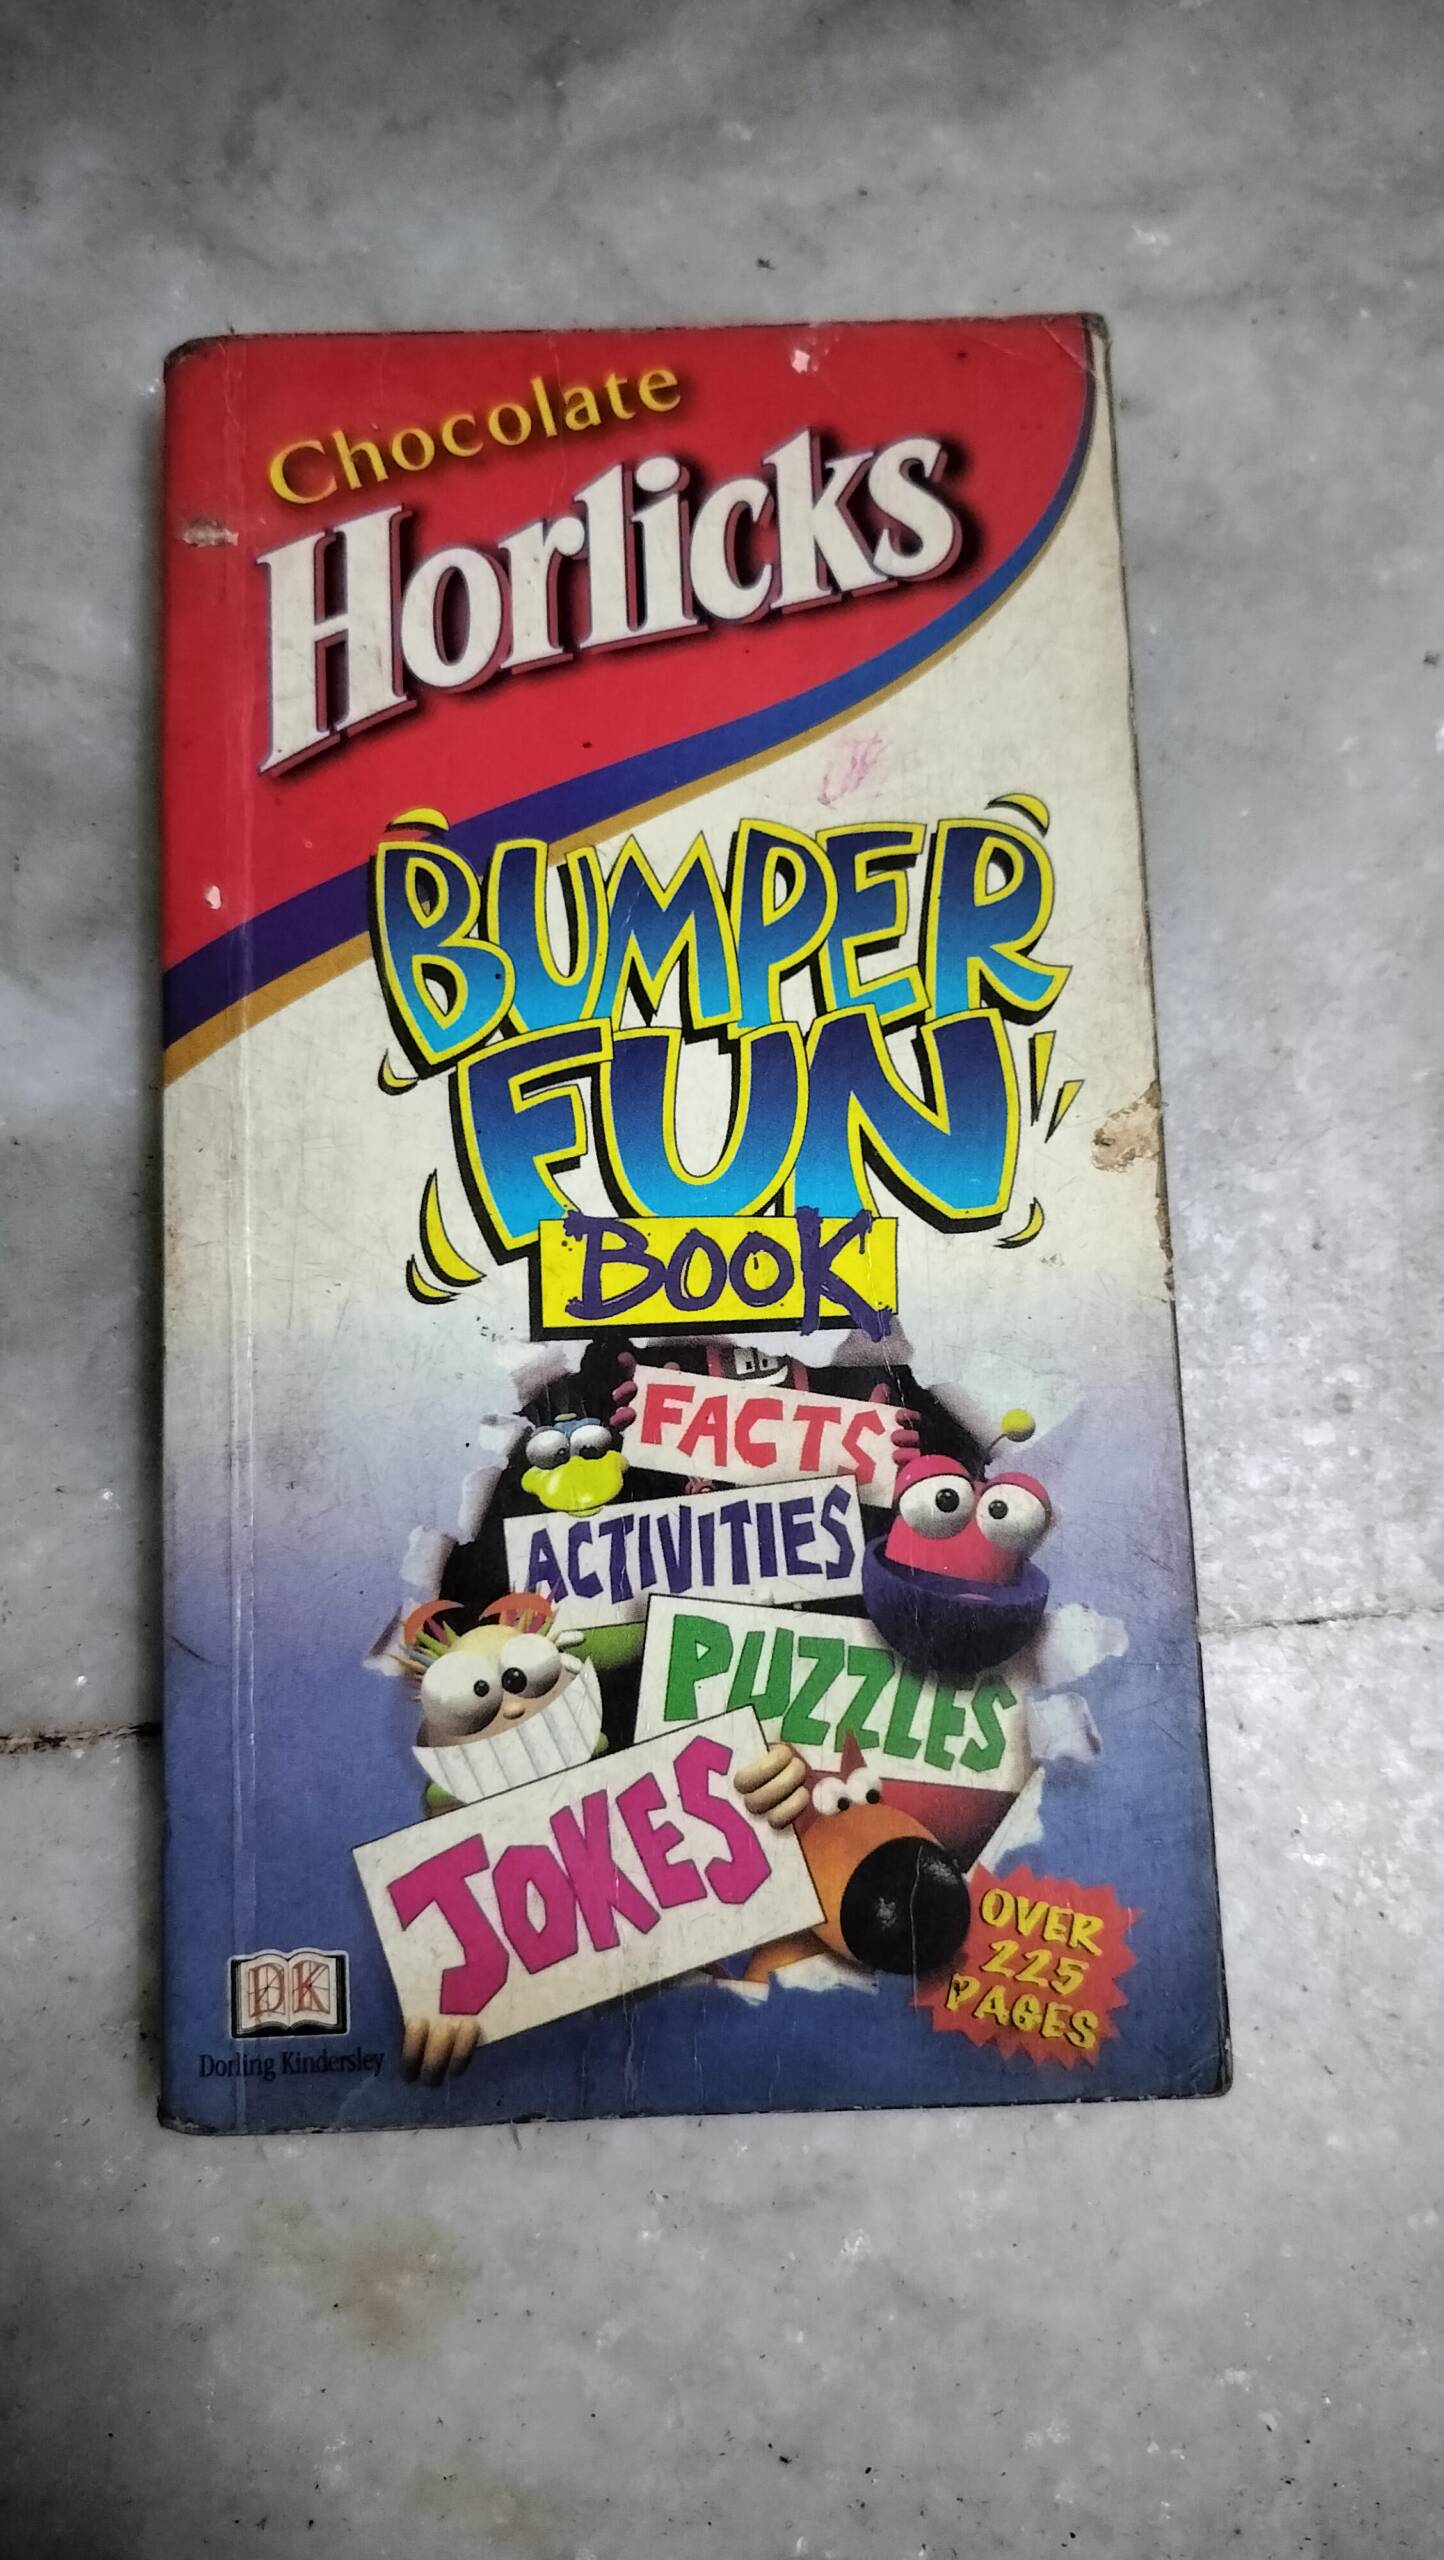 Chocolate
Horlicks
BUMPER
FUN
BOOK
FACTS
ACTIVITIES
PUZZLES
JOKES
OVER
225
PAGES
DK
Dorling Kindersley